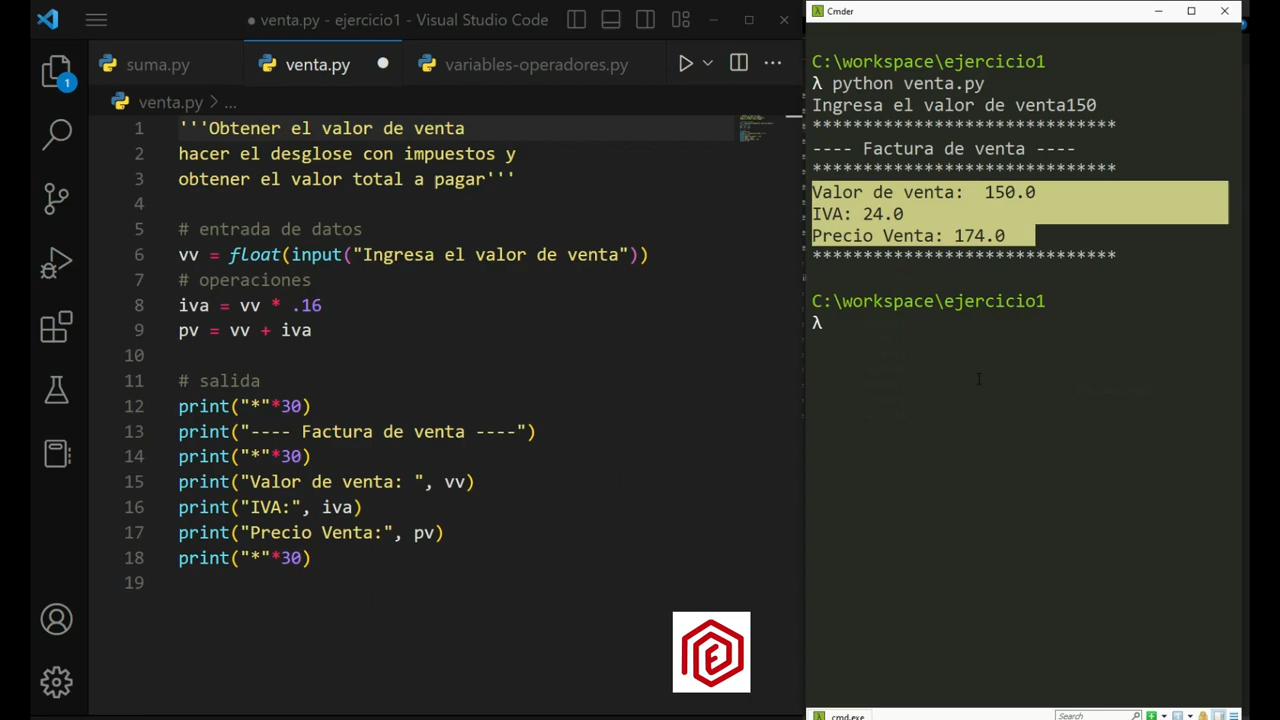 venta.py - ejercicio1 - Visual Studio Code
suma.py
venta.py
variables-operadores.py
venta.py > ...
1 '''Obtener el valor de venta
2 hacer el desglose con impuestos y
3 obtener el valor total a pagar'''
4
5 # entrada de datos
6 vv = float(input("Ingresa el valor de venta"))
7 # operaciones
8 iva = vv * .16
9 pv = vv + iva
10
11 # salida
12 print("*"*30)
13 print("---- Factura de venta ----")
14 print("*"*30)
15 print("Valor de venta: ", vv)
16 print("IVA:", iva)
17 print("Precio Venta:", pv)
18 print("*"*30)
19
1
E
Cmder
C:\workspace\ejercicio1
λ python venta.py
Ingresa el valor de venta150
******************************
---- Factura de venta ----
******************************
Valor de venta:  150.0
IVA: 24.0
Precio Venta: 174.0
******************************
C:\workspace\ejercicio1
λ
cmd.exe
Search